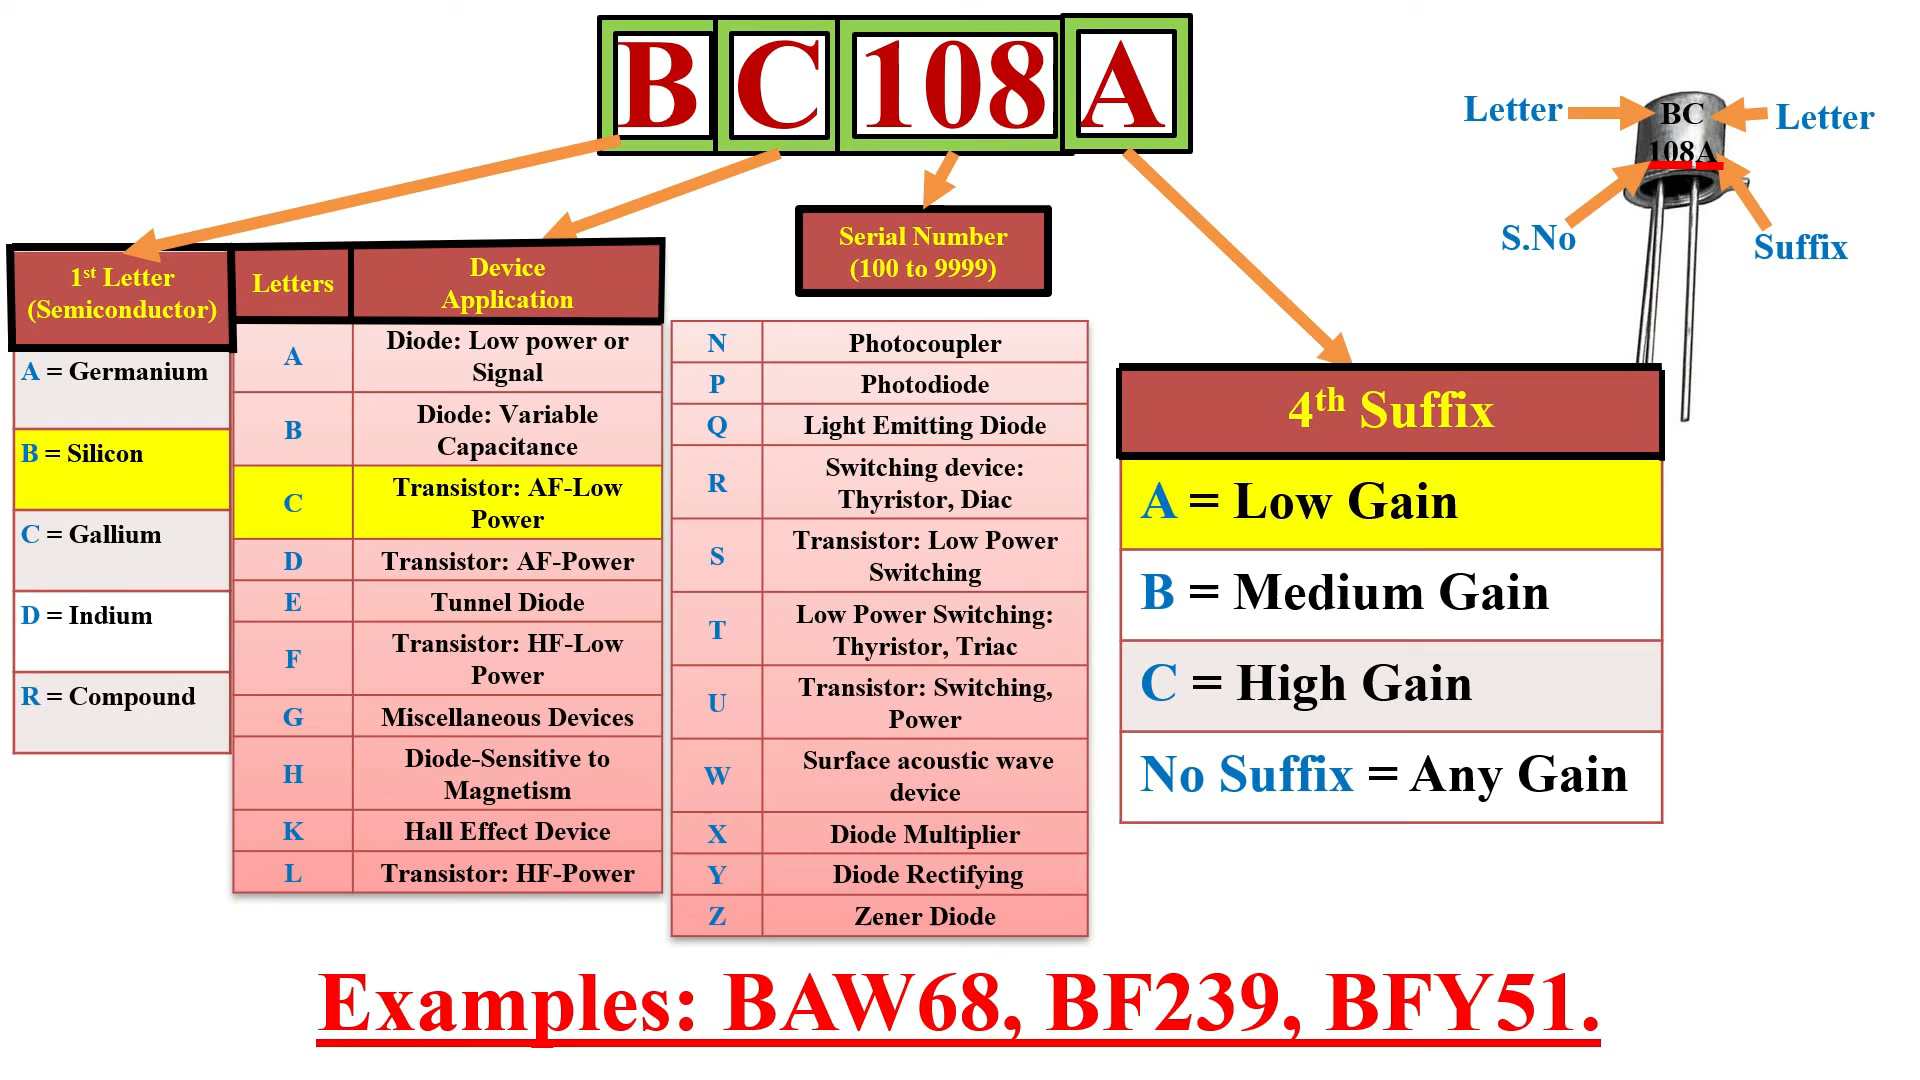 BC108A
Letter
BC
108A
Letter
S.No
Suffix
Serial Number
(100 to 9999)
1st Letter
(Semiconductor)
A = Germanium
B = Silicon
C = Gallium
D = Indium
R = Compound
Letters
Device
Application
A
Diode: Low power or
Signal
B
Diode: Variable
Capacitance
C
Transistor: AF-Low
Power
D
Transistor: AF-Power
E
Tunnel Diode
F
Transistor: HF-Low
Power
G
Miscellaneous Devices
H
Diode-Sensitive to
Magnetism
K
Hall Effect Device
L
Transistor: HF-Power
N
Photocoupler
P
Photodiode
Q
Light Emitting Diode
R
Switching device:
Thyristor, Diac
S
Transistor: Low Power
Switching
T
Low Power Switching:
Thyristor, Triac
U
Transistor: Switching,
Power
W
Surface acoustic wave
device
X
Diode Multiplier
Y
Diode Rectifying
Z
Zener Diode
4th Suffix
A = Low Gain
B = Medium Gain
C = High Gain
No Suffix = Any Gain
Examples: BAW68, BF239, BFY51.